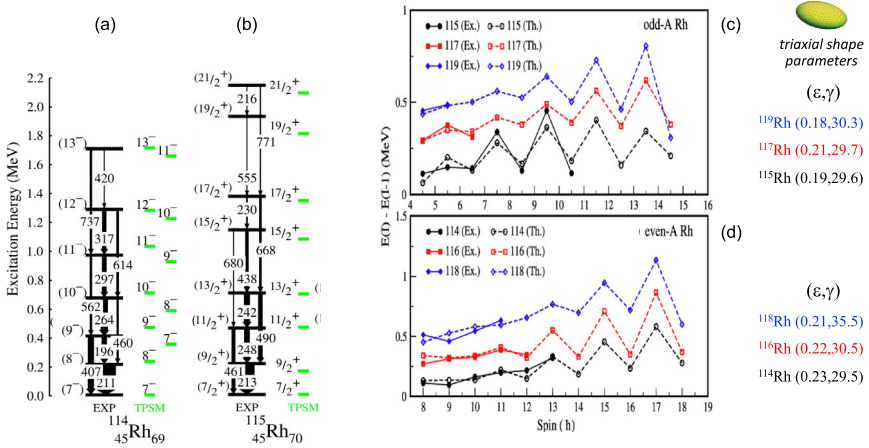 (a)
(b)
(c)
triaxial shape
parameters
(ε,γ)
¹¹⁹Rh (0.18,30.3)
¹¹⁷Rh (0.21,29.7)
¹¹⁵Rh (0.19,29.6)
(d)
(ε,γ)
¹¹⁸Rh (0.21,35.5)
¹¹⁶Rh (0.22,30.5)
¹¹⁴Rh (0.23,29.5)
Excitation Energy (MeV)
2.2
2.0
1.8
1.6
1.4
1.2
1.0
0.8
0.6
0.4
0.2
0.0
(13⁻) 13⁻ 11⁻
420
(12⁻) 12⁻ 10⁻
737 317 614
(11⁻) 11⁻ 9⁻
297
(10⁻) 10⁻ 8⁻
562 264 460
(9⁻) 9⁻ 7⁻
196
(8⁻) 8⁻
407 211
(7⁻) 7⁻
EXP TPSM
¹¹⁴₄₅Rh₆₉
(21/2⁺) 21/2⁺
216
(19/2⁺) 19/2⁺
771
555
(17/2⁺) 17/2⁺
230
(15/2⁺) 15/2⁺
680 438 668
(13/2⁺) 13/2⁺
242
(11/2⁺) 11/2⁺
248 490
(9/2⁺) 9/2⁺
461 213
(7/2⁺) 7/2⁺
EXP TPSM
¹¹⁵₄₅Rh₇₀
E(I) - E(I-1) (MeV)
115 (Ex.) 115 (Th.) odd-A Rh
117 (Ex.) 117 (Th.)
119 (Ex.) 119 (Th.)
1
0.5
0
4 5 6 7 8 9 10 11 12 13 14 15 16
114 (Ex.) 114 (Th.) even-A Rh
116 (Ex.) 116 (Th.)
118 (Ex.) 118 (Th.)
1.5
1
0.5
0
8 9 10 11 12 13 14 15 16 17 18 19
Spin (ħ)